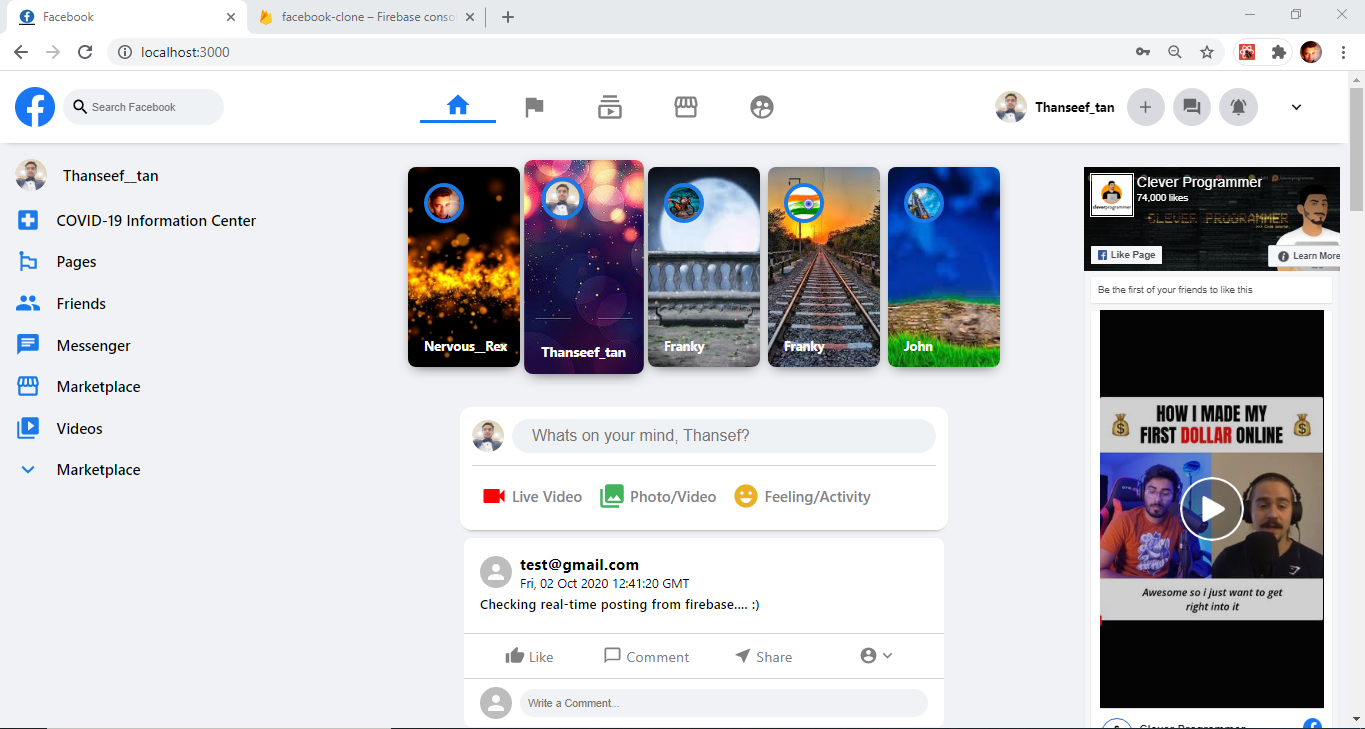 Facebook
facebook-clone – Firebase conso
localhost:3000
Search Facebook
Thanseef_tan
Thanseef__tan
COVID-19 Information Center
Pages
Friends
Messenger
Marketplace
Videos
Marketplace
Nervous__Rex
Thanseef_tan
Franky
Franky
John
Whats on your mind, Thansef?
Live Video
Photo/Video
Feeling/Activity
test@gmail.com
Fri, 02 Oct 2020 12:41:20 GMT
Checking real-time posting from firebase.... :)
Like
Comment
Share
Write a Comment...
Clever Programmer
74,000 likes
cleverprogrammer
CLEVER PROGRAMMER
Like Page
Learn More
Be the first of your friends to like this
HOW I MADE MY
FIRST DOLLAR ONLINE
Awesome so i just want to get
right into it
Clever Programmer